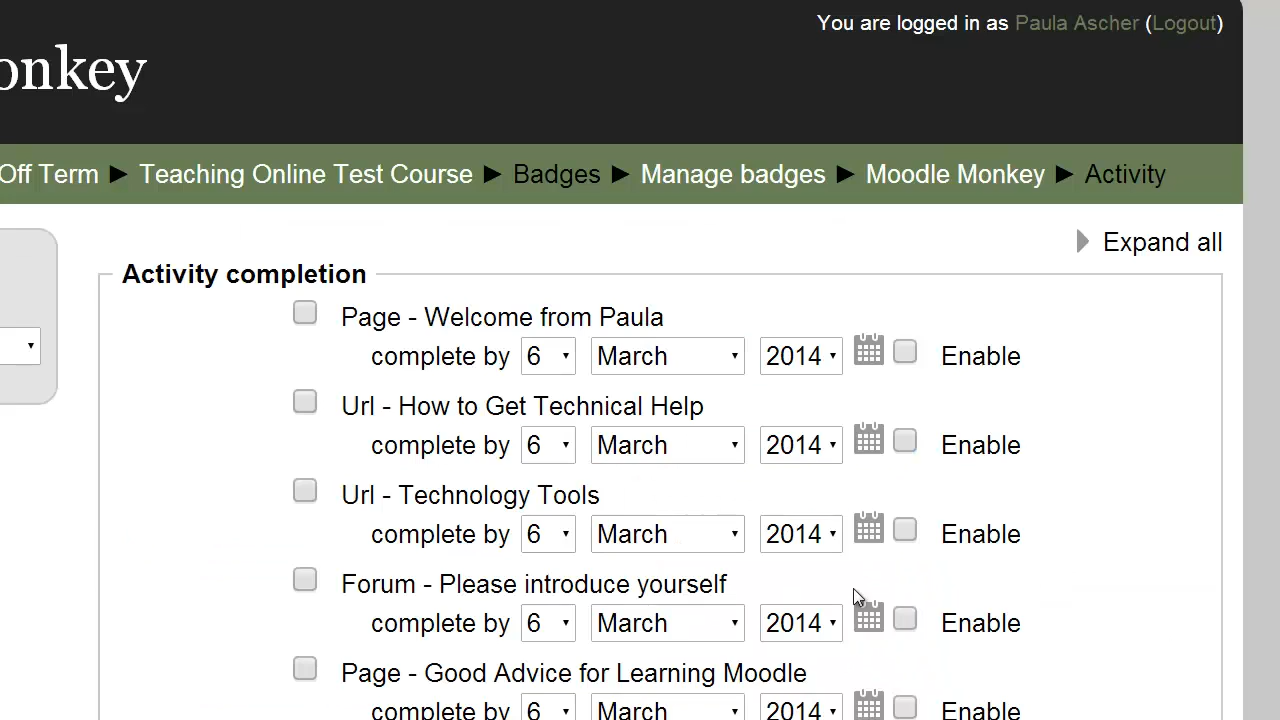 You are logged in as Paula Ascher (Logout)
onkey
Off Term ► Teaching Online Test Course ► Badges ► Manage badges ► Moodle Monkey ► Activity
Expand all
Activity completion
Page - Welcome from Paula
complete by 6 March 2014 Enable
Url - How to Get Technical Help
complete by 6 March 2014 Enable
Url - Technology Tools
complete by 6 March 2014 Enable
Forum - Please introduce yourself
complete by 6 March 2014 Enable
Page - Good Advice for Learning Moodle
complete by 6 March 2014 Enable